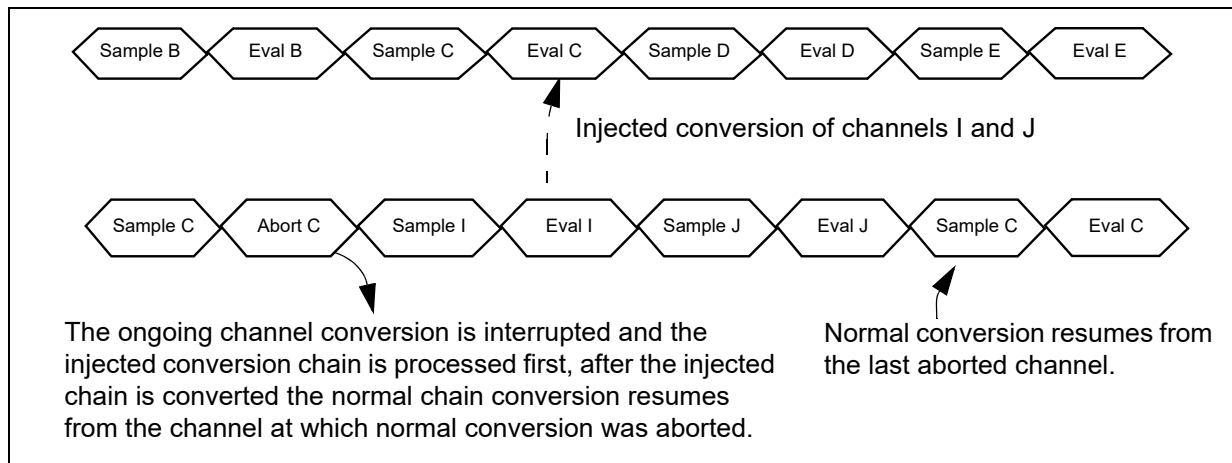 Sample B Eval B Sample C Eval C Sample D Eval D Sample E Eval E
Injected conversion of channels I and J
Sample C Abort C Sample I Eval I Sample J Eval J Sample C Eval C
The ongoing channel conversion is interrupted and the
injected conversion chain is processed first, after the injected
chain is converted the normal chain conversion resumes
from the channel at which normal conversion was aborted.
Normal conversion resumes from
the last aborted channel.